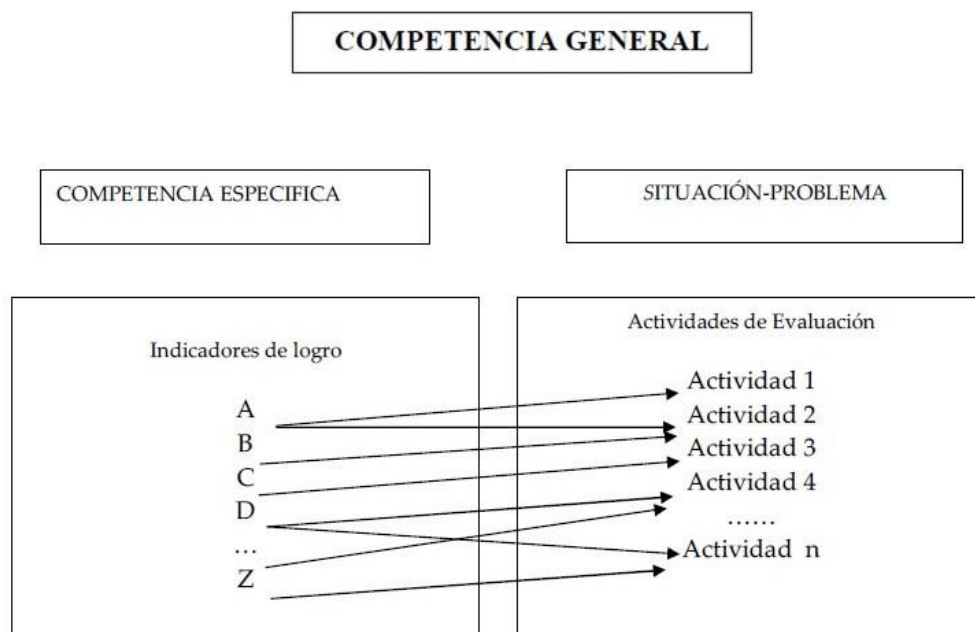 COMPETENCIA GENERAL
COMPETENCIA ESPECIFICA
SITUACIÓN-PROBLEMA
Indicadores de logro
A
B
C
D
...
Z
Actividades de Evaluación
Actividad 1
Actividad 2
Actividad 3
Actividad 4
......
Actividad n